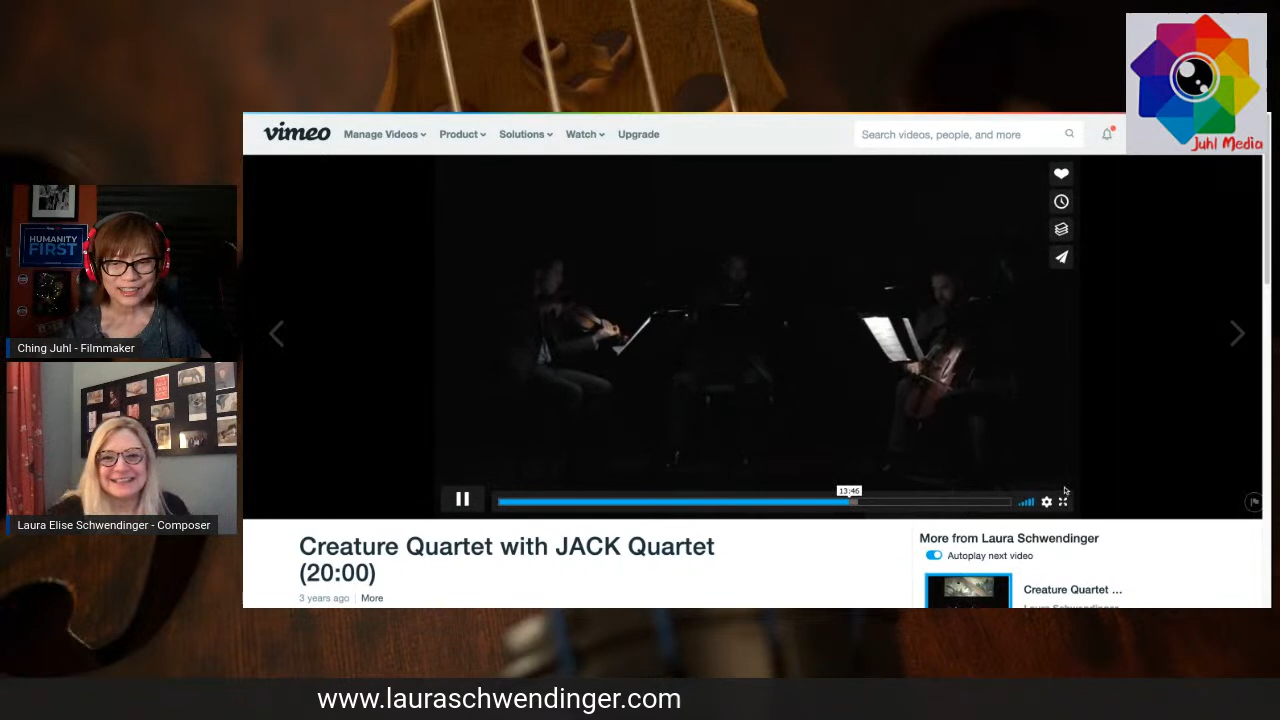 Juhl Media
vimeo Manage Videos Product Solutions Watch Upgrade Search videos, people, and more
HUMANITY
FIRST
Ching Juhl - Filmmaker
Laura Elise Schwendinger - Composer
13:46
Creature Quartet with JACK Quartet
(20:00)
3 years ago More
More from Laura Schwendinger
Autoplay next video
Creature Quartet ...
Laura Schwendinger
www.lauraschwendinger.com